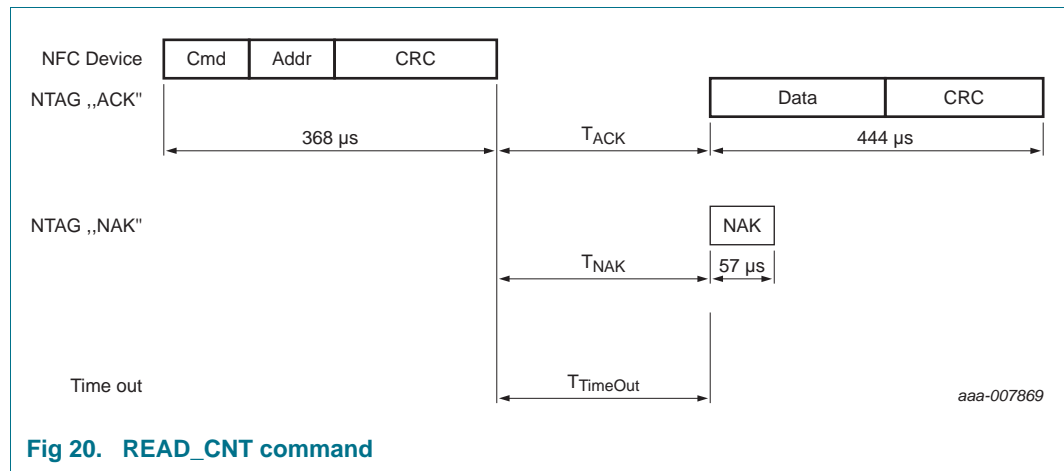 NFC Device Cmd Addr CRC
NTAG ,,ACK" Data CRC
368 µs TACK 444 µs
NTAG ,,NAK" NAK
TNAK 57 µs
Time out TTimeOut aaa-007869
Fig 20. READ_CNT command